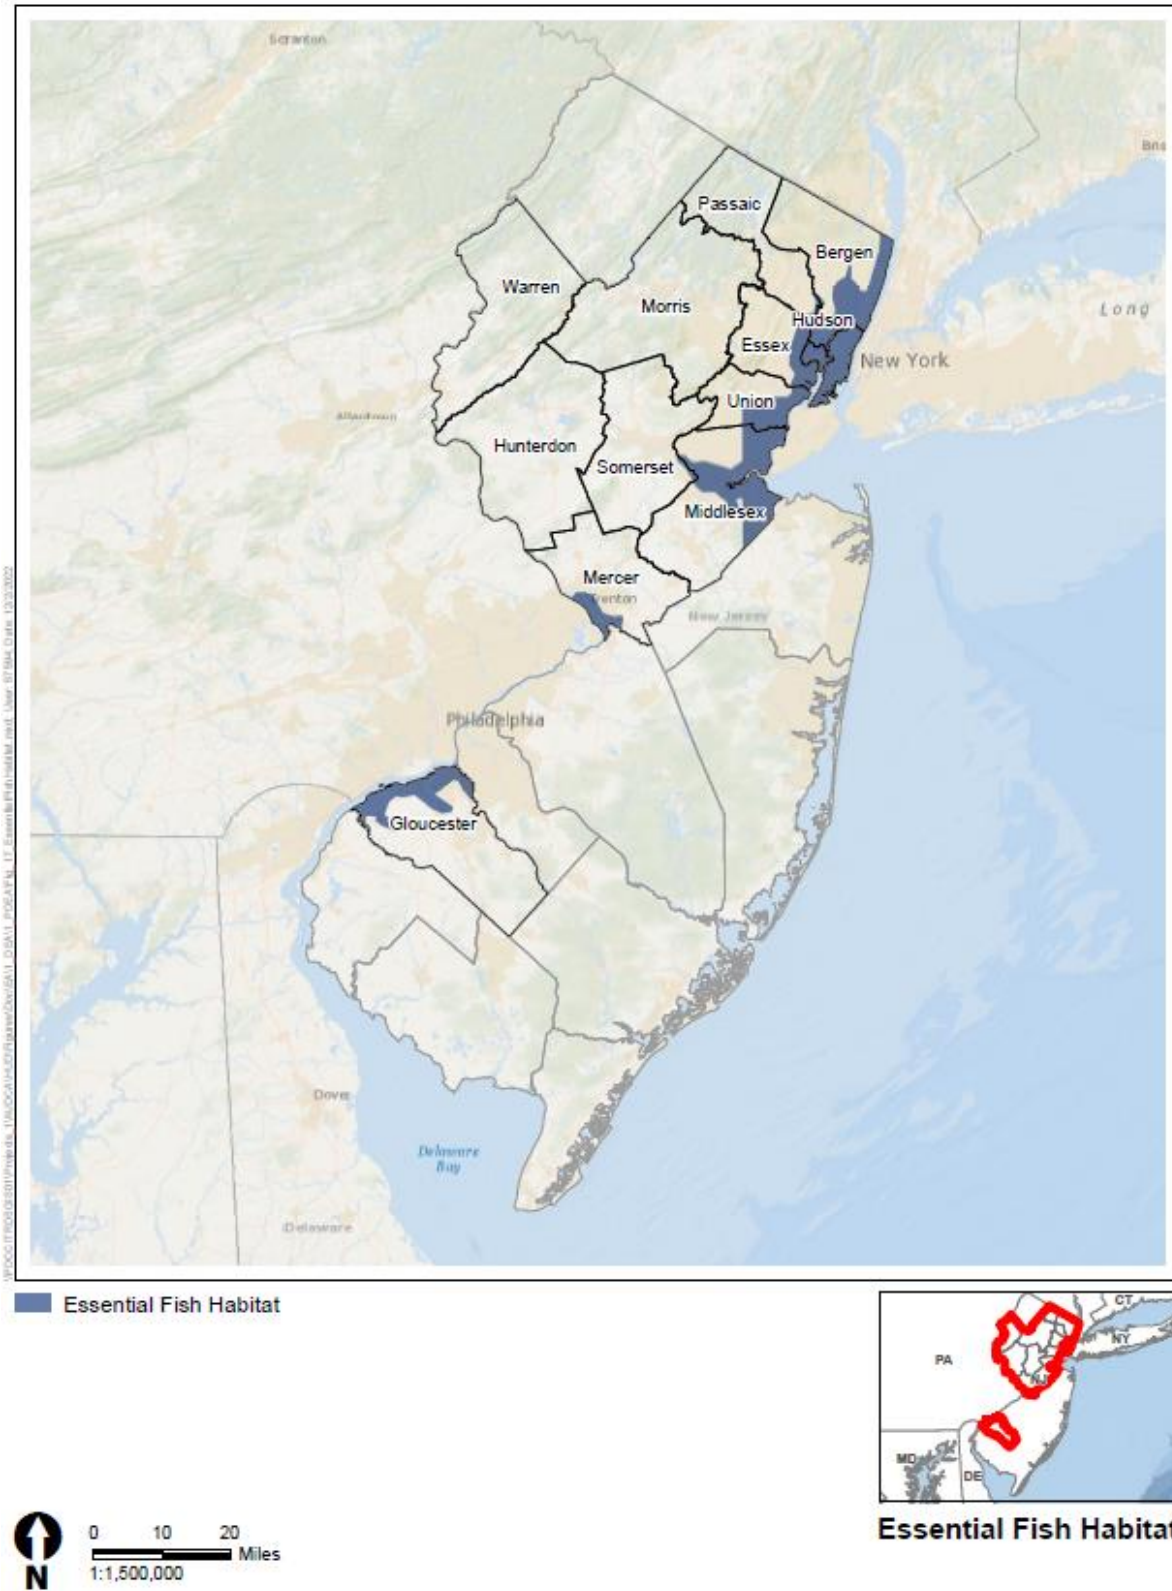 Scranton
Bri
Passaic
Bergen
Warren
Morris
Hudson
Long
Essex
New York
Union
Allentown
Hunterdon
Somerset
Middlesex
Mercer
Trenton
New Jersey
Philadelphia
Gloucester
Dover
Delaware
Bay
Delaware
Essential Fish Habitat
CT
NY
PA
NJ
MD
DE
Essential Fish Habitat
0 10 20
Miles
1:1,500,000
N